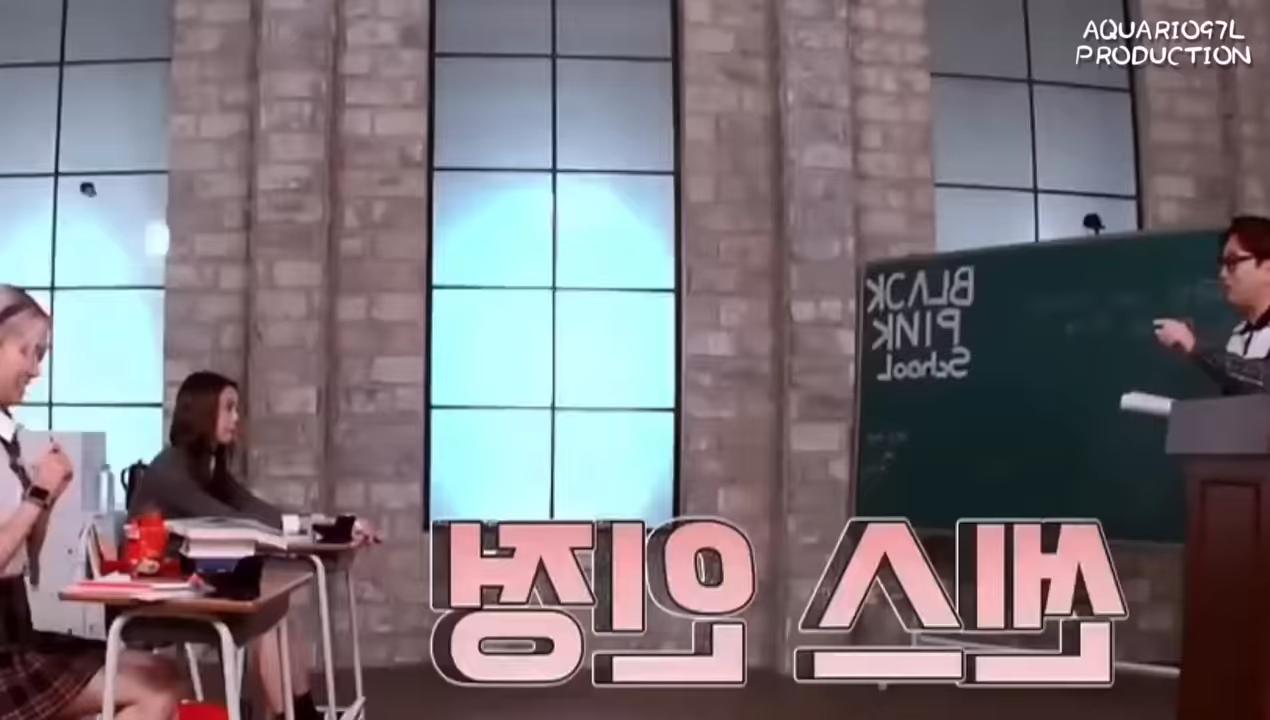 AQUARIO97L
PRODUCTION
BLACK
PINK
School
센스 인정